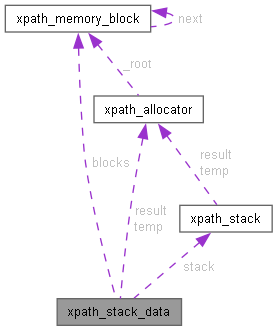 xpath_memory_block
next
_root
xpath_allocator
blocks
result
temp
result
temp
xpath_stack
stack
xpath_stack_data